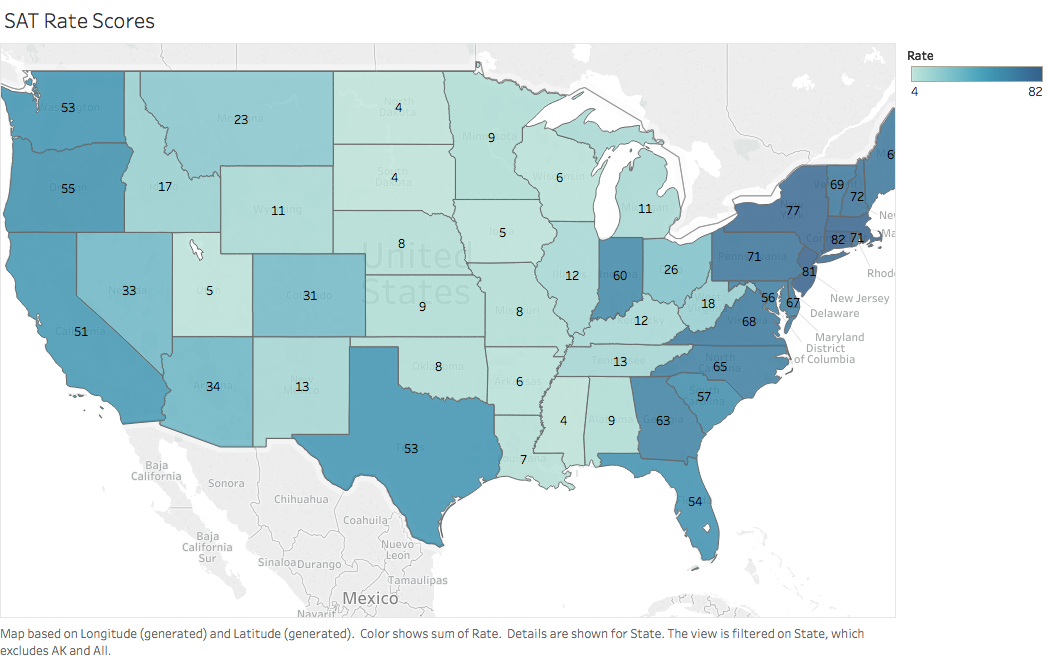 SAT Rate Scores
Rate
4 82
53
23
4
9
6
55
17
4
6
69
72
11
11
77
5
8
82 71
United
States
33
5
31
9
12
60
26
71
81
Rhod
New Jersey
Delaware
Maryland
District
of Columbia
56
67
51
8
12
18
68
34
13
8
13
65
6
57
4
9
63
53
7
54
Baja
California
Sonora
Chihuahua
Coahuila
Baja
California
Sur
Nuevo
Leon
Sinaloa
Durango
Tamaulipas
México
Navarit
Map based on Longitude (generated) and Latitude (generated). Color shows sum of Rate. Details are shown for State. The view is filtered on State, which
excludes AK and All.